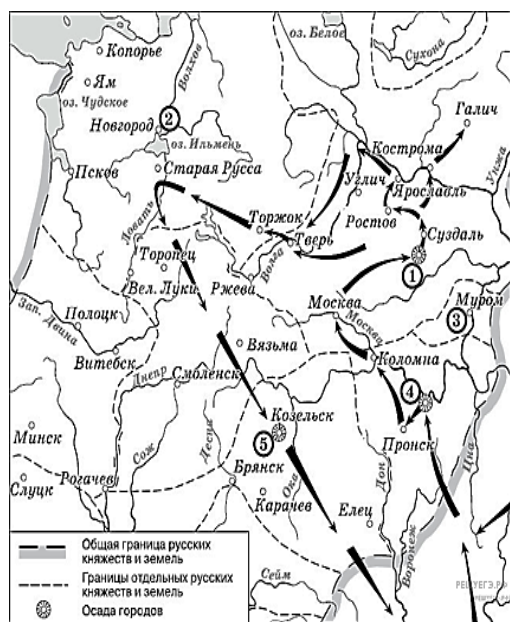 оз. Белое
Сухона
Копорье
Волхов
Ям
оз. Чудское
Галич
Новгород
2
оз. Ильмень
Кострома
Унжа
Псков
Старая Русса
Углич
Ярославль
Ловать
Торжок
Ростов
Суздаль
Тверь
Торопец
Волга
1
Зап. Двина
Вел. Луки
Ржева
Москва
Муром
Полоцк
Москва
3
Вязьма
Коломна
Витебск
Днепр
Смоленск
4
Козельск
Минск
Сож
Десна
5
Пронск
Цна
Ока
Дон
Слуцк
Рогачев
Брянск
Карачев
Елец
Воронеж
Общая граница русских
княжеств и земель
Границы отдельных русских
княжеств и земель
Сейм
Осада городов
РЕШУЕГЭ.РФ